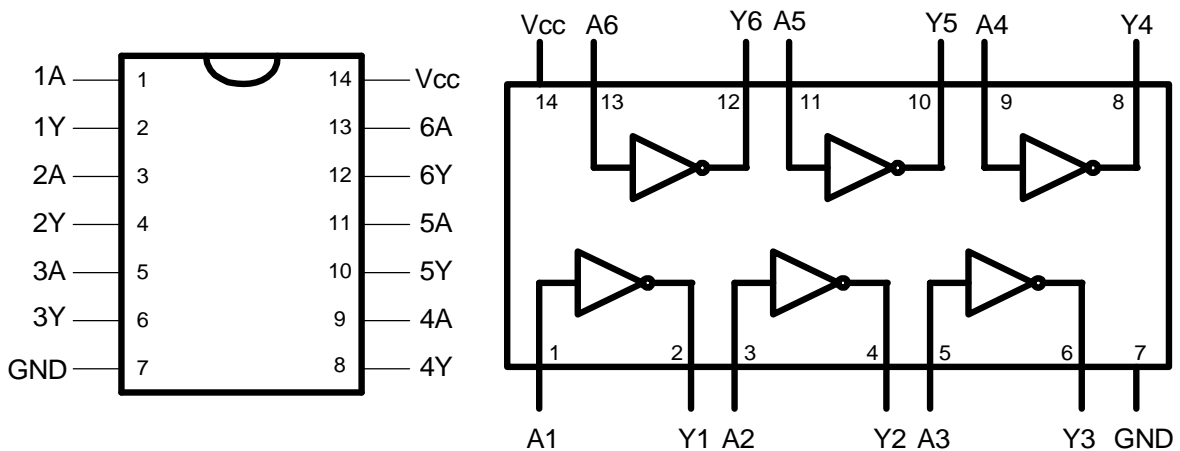 1A 1 14 Vcc
1Y 2 13 6A
2A 3 12 6Y
2Y 4 11 5A
3A 5 10 5Y
3Y 6 9 4A
GND 7 8 4Y
Vcc A6 Y6 A5 Y5 A4 Y4
14 13 12 11 10 9 8
1 2 3 4 5 6 7
A1 Y1 A2 Y2 A3 Y3 GND